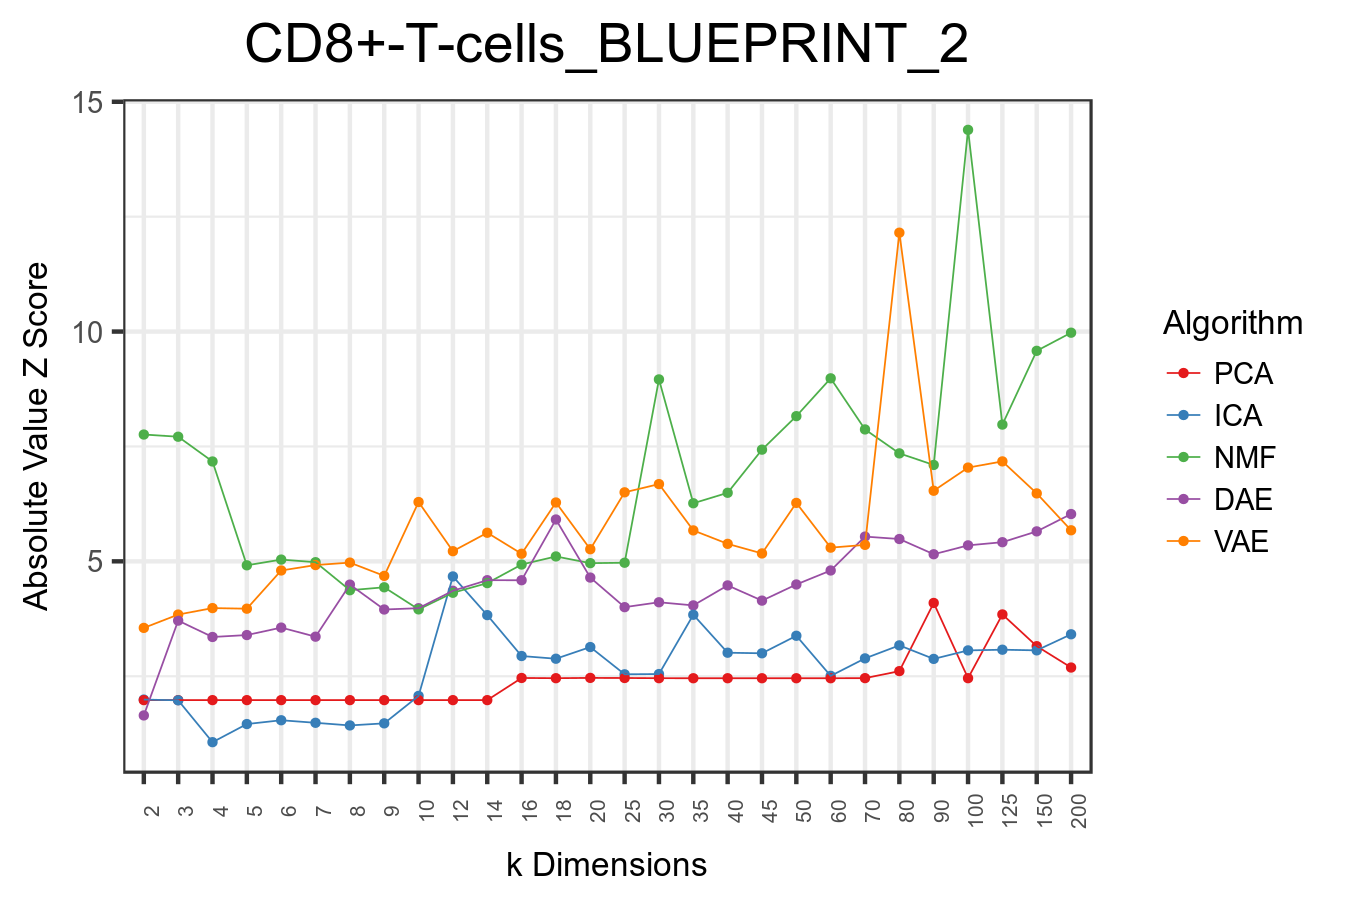 CD8+-T-cells_BLUEPRINT_2
15
10
5
Absolute Value Z Score
2 3 4 5 6 7 8 9 10 12 14 16 18 20 25 30 35 40 45 50 60 70 80 90 100 125 150 200
k Dimensions
Algorithm
PCA
ICA
NMF
DAE
VAE